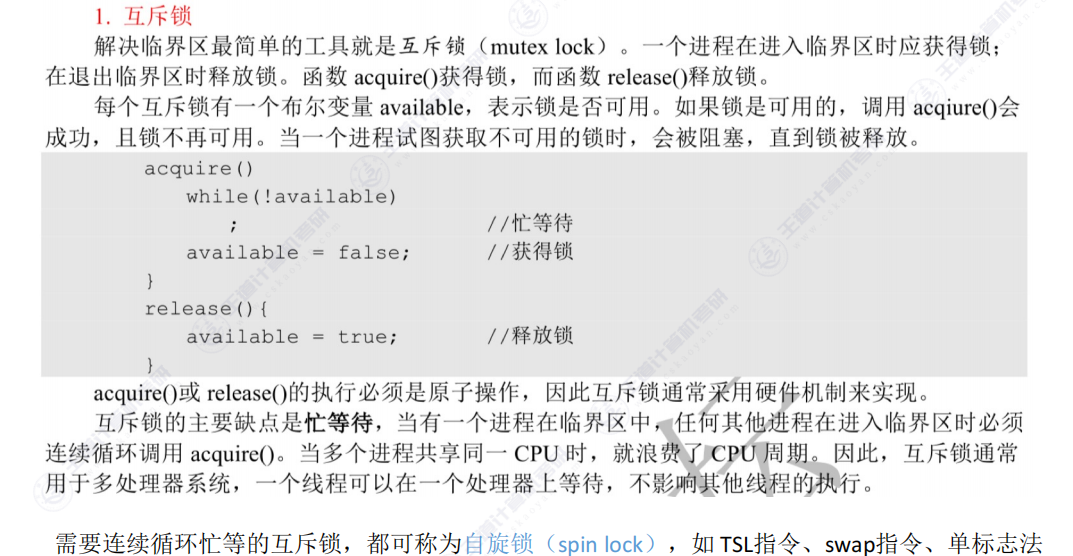 1. 互斥锁
解决临界区最简单的工具就是互斥锁（mutex lock）。一个进程在进入临界区时应获得锁；
在退出临界区时释放锁。函数 acquire()获得锁，而函数 release()释放锁。
每个互斥锁有一个布尔变量 available，表示锁是否可用。如果锁是可用的，调用 acqiure()会
成功，且锁不再可用。当一个进程试图获取不可用的锁时，会被阻塞，直到锁被释放。
acquire()
while(!available)
; //忙等待
available = false; //获得锁
}
release(){
available = true; //释放锁
}
acquire()或 release()的执行必须是原子操作，因此互斥锁通常采用硬件机制来实现。
互斥锁的主要缺点是忙等待，当有一个进程在临界区中，任何其他进程在进入临界区时必须
连续循环调用 acquire()。当多个进程共享同一 CPU 时，就浪费了 CPU 周期。因此，互斥锁通常
用于多处理器系统，一个线程可以在一个处理器上等待，不影响其他线程的执行。
需要连续循环忙等的互斥锁，都可称为自旋锁（spin lock），如 TSL指令、swap指令、单标志法